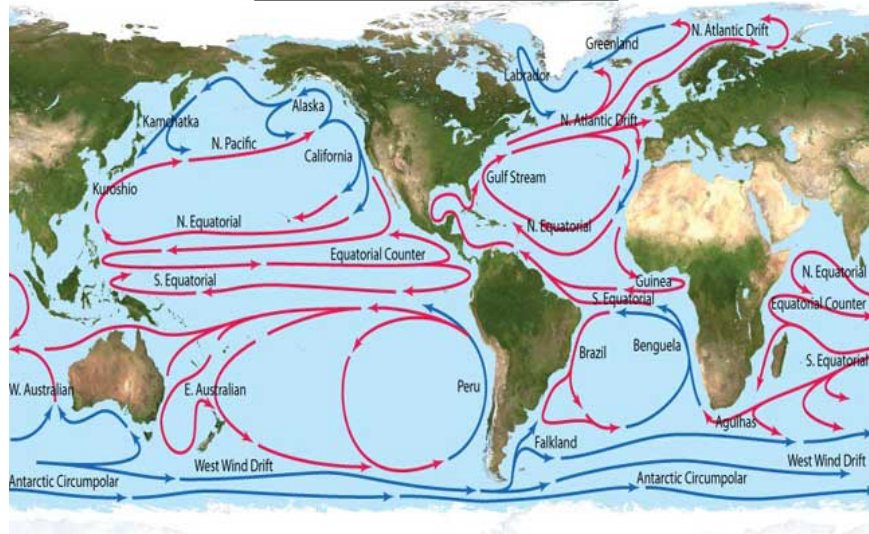 N. Atlantic Drift
Greenland
Labrador
Alaska
Kamchatka
N. Atlantic Drift
N. Pacific
California
Gulf Stream
Kuroshio
N. Equatorial
N. Equatorial
Equatorial Counter
N. Equatorial
S. Equatorial
Guinea
S. Equatorial
Equatorial Counter
Brazil
Benguela
S. Equatorial
W. Australian
E. Australian
Peru
Agulhas
Falkland
West Wind Drift
West Wind Drift
Antarctic Circumpolar
Antarctic Circumpolar